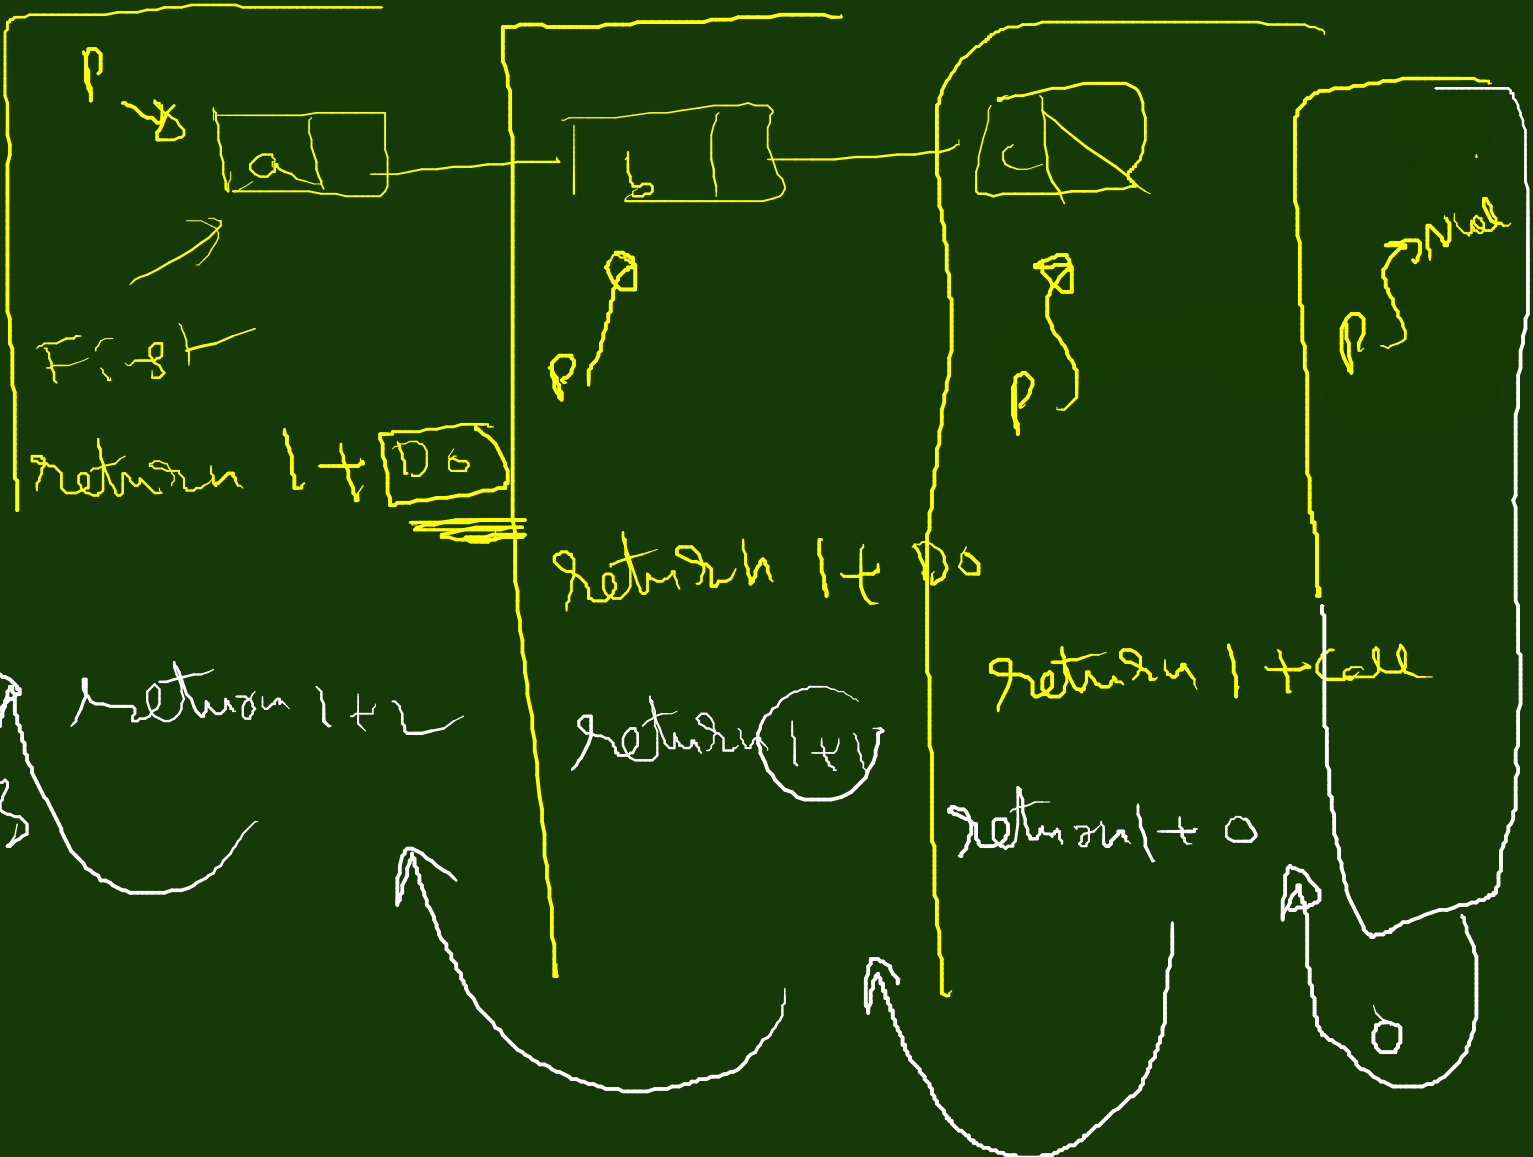 P
a
b
c
First
P
P
P
Null
return 1 + Do
return 1 + Do
return 1 + Call
return 1+2
return 1+1
return 1 + 0
3
0